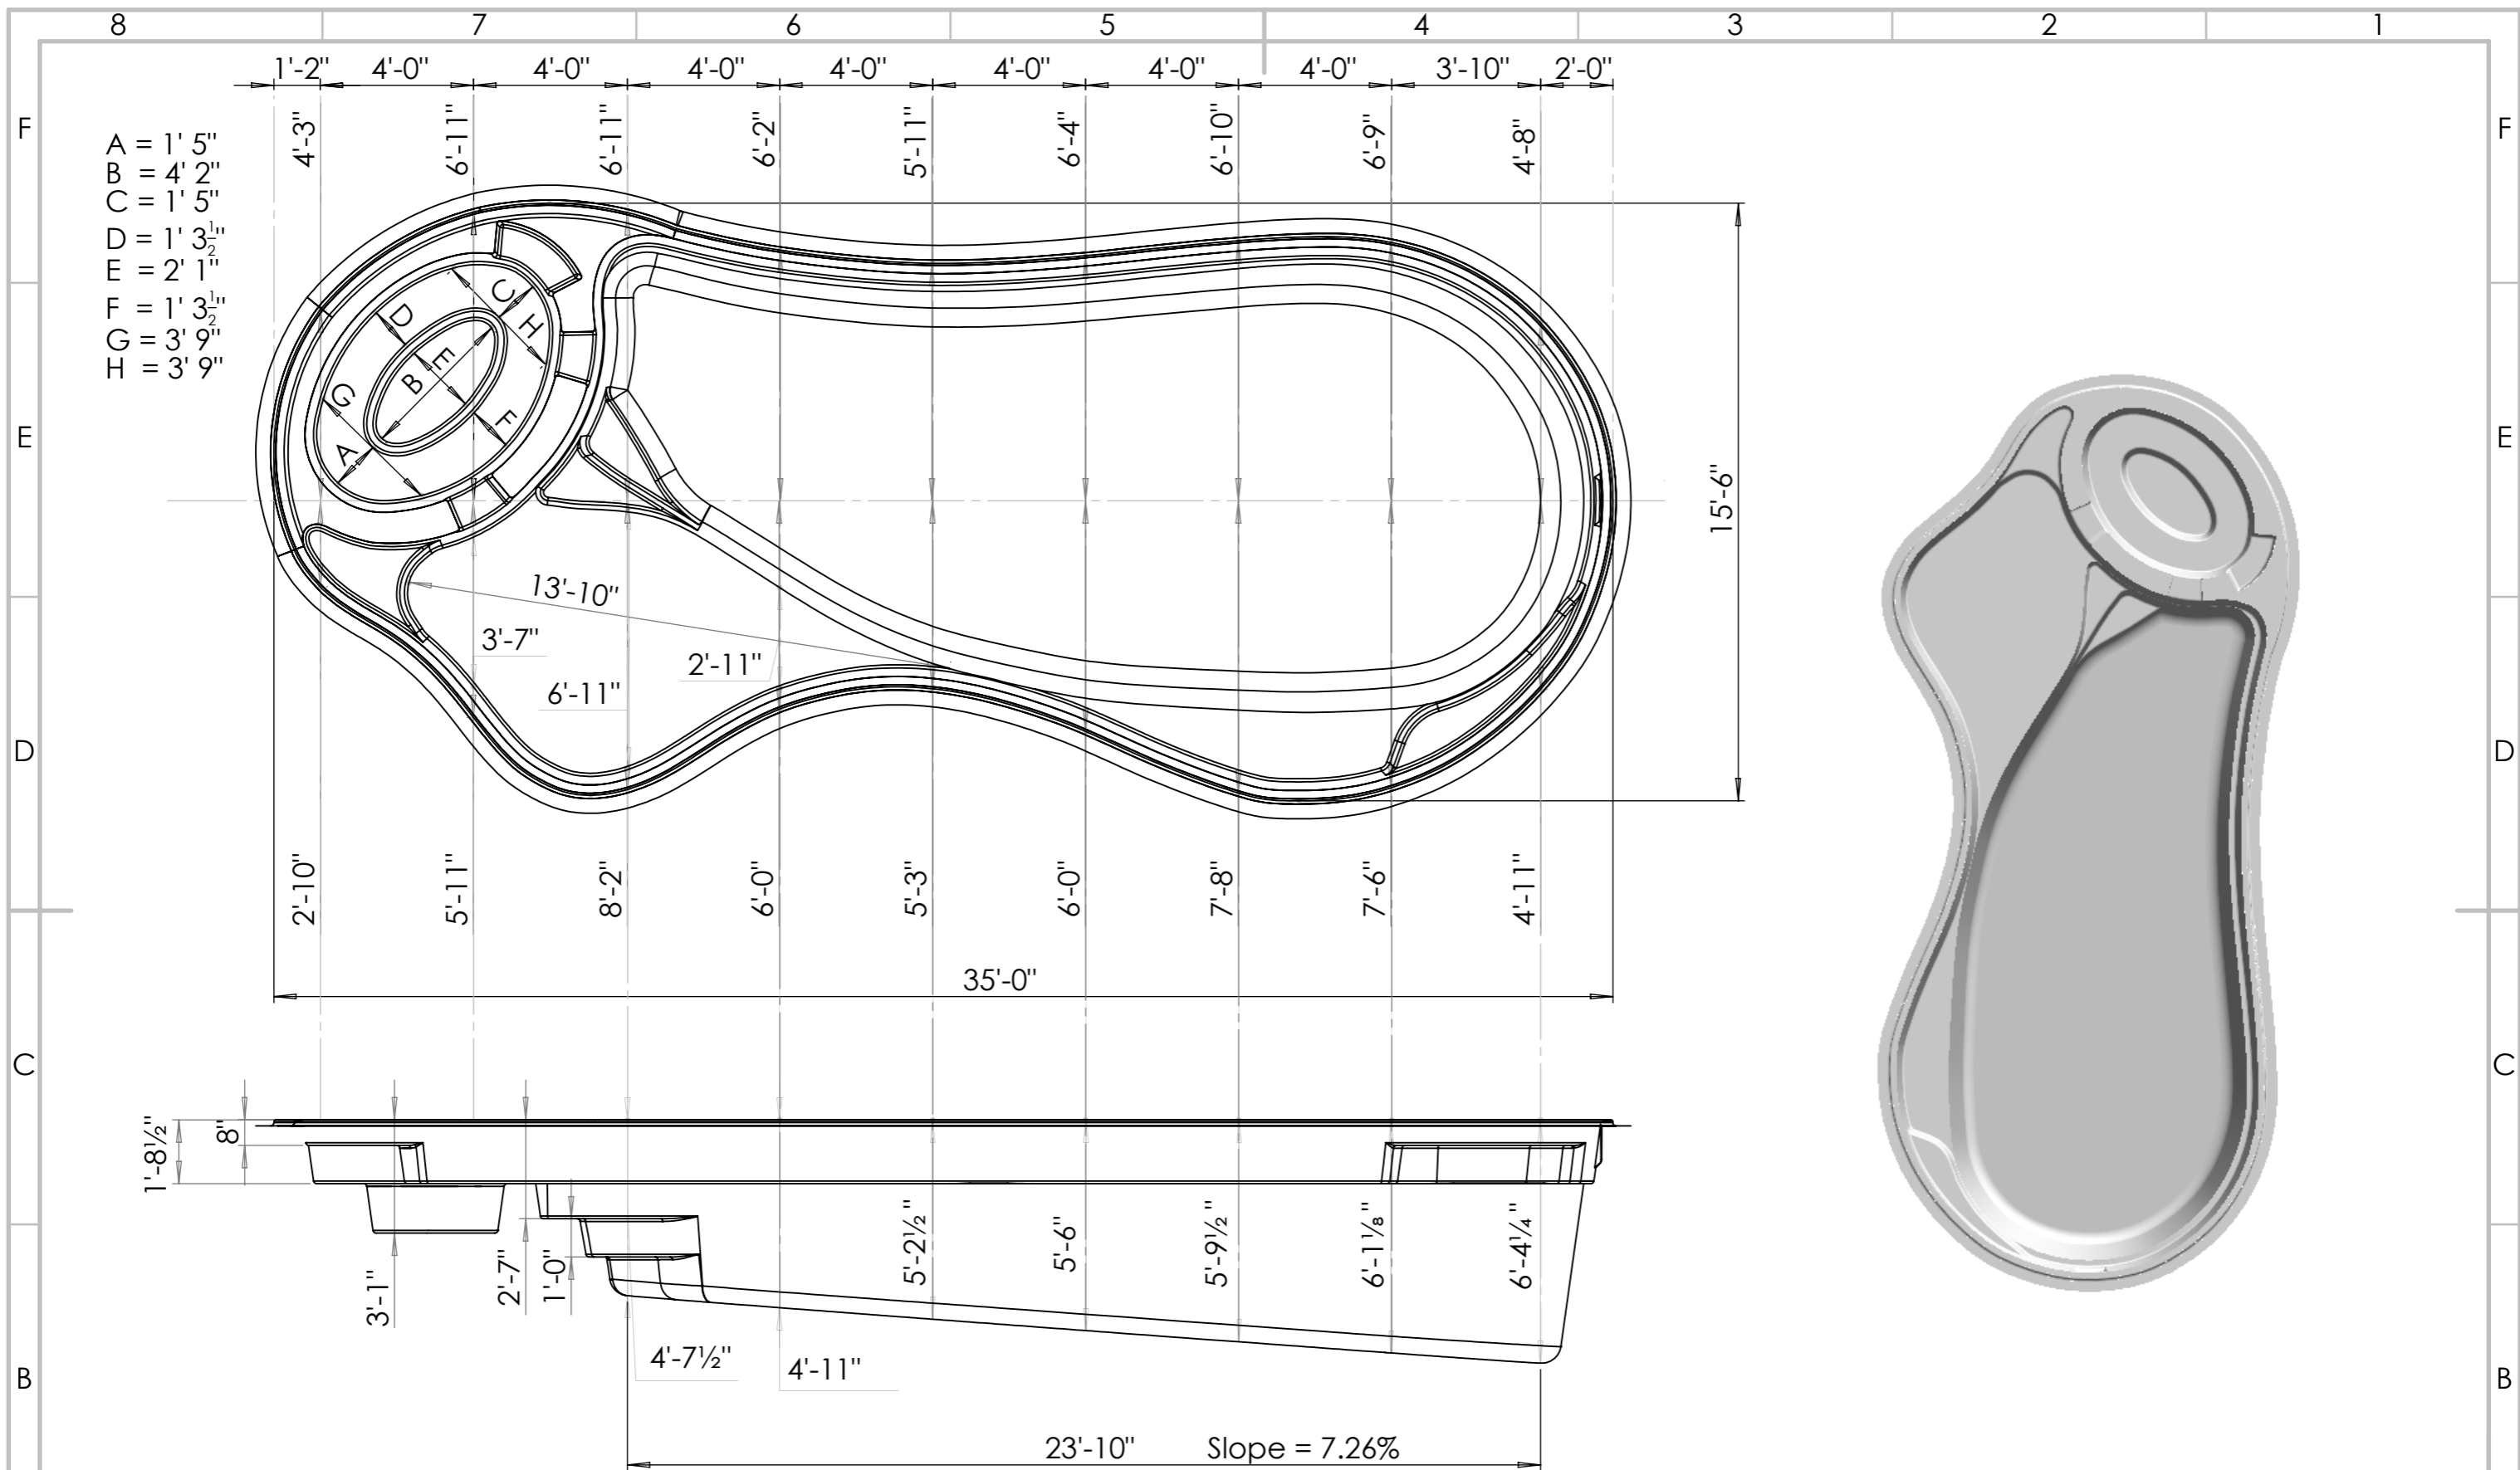 8 7 6 5 4 3 2 1
1'-2" 4'-0" 4'-0" 4'-0" 4'-0" 4'-0" 4'-0" 4'-0" 3'-10" 2'-0"
F F
4'-3" 6'-11" 6'-11" 6'-2" 5'-11" 6'-4" 6'-10" 6'-9" 4'-8"
A = 1' 5"
B = 4' 2"
C = 1' 5"
D = 1' 3½"
E = 2' 1"
F = 1' 3½"
G = 3' 9"
H = 3' 9"
C
D H
E
B
G
F
A
E E
15'-6"
13'-10"
3'-7"
2'-11"
6'-11"
D D
2'-10" 5'-11" 8'-2" 6'-0" 5'-3" 6'-0" 7'-8" 7'-6" 4'-11"
35'-0"
C C
1'-8½" 8"
3'-1" 2'-7" 1'-0" 5'-2½" 5'-6" 5'-9½" 6'-1⅛" 6'-4¼"
4'-7½" 4'-11"
B B
23'-10" Slope = 7.26%